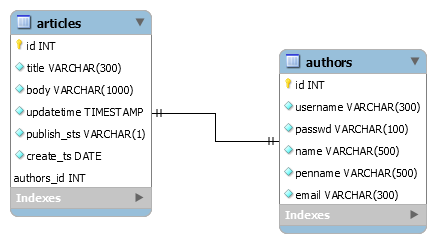 articles
id INT
title VARCHAR(300)
body VARCHAR(1000)
updatetime TIMESTAMP
publish_sts VARCHAR(1)
create_ts DATE
authors_id INT
Indexes
authors
id INT
username VARCHAR(300)
passwd VARCHAR(100)
name VARCHAR(500)
penname VARCHAR(500)
email VARCHAR(300)
Indexes